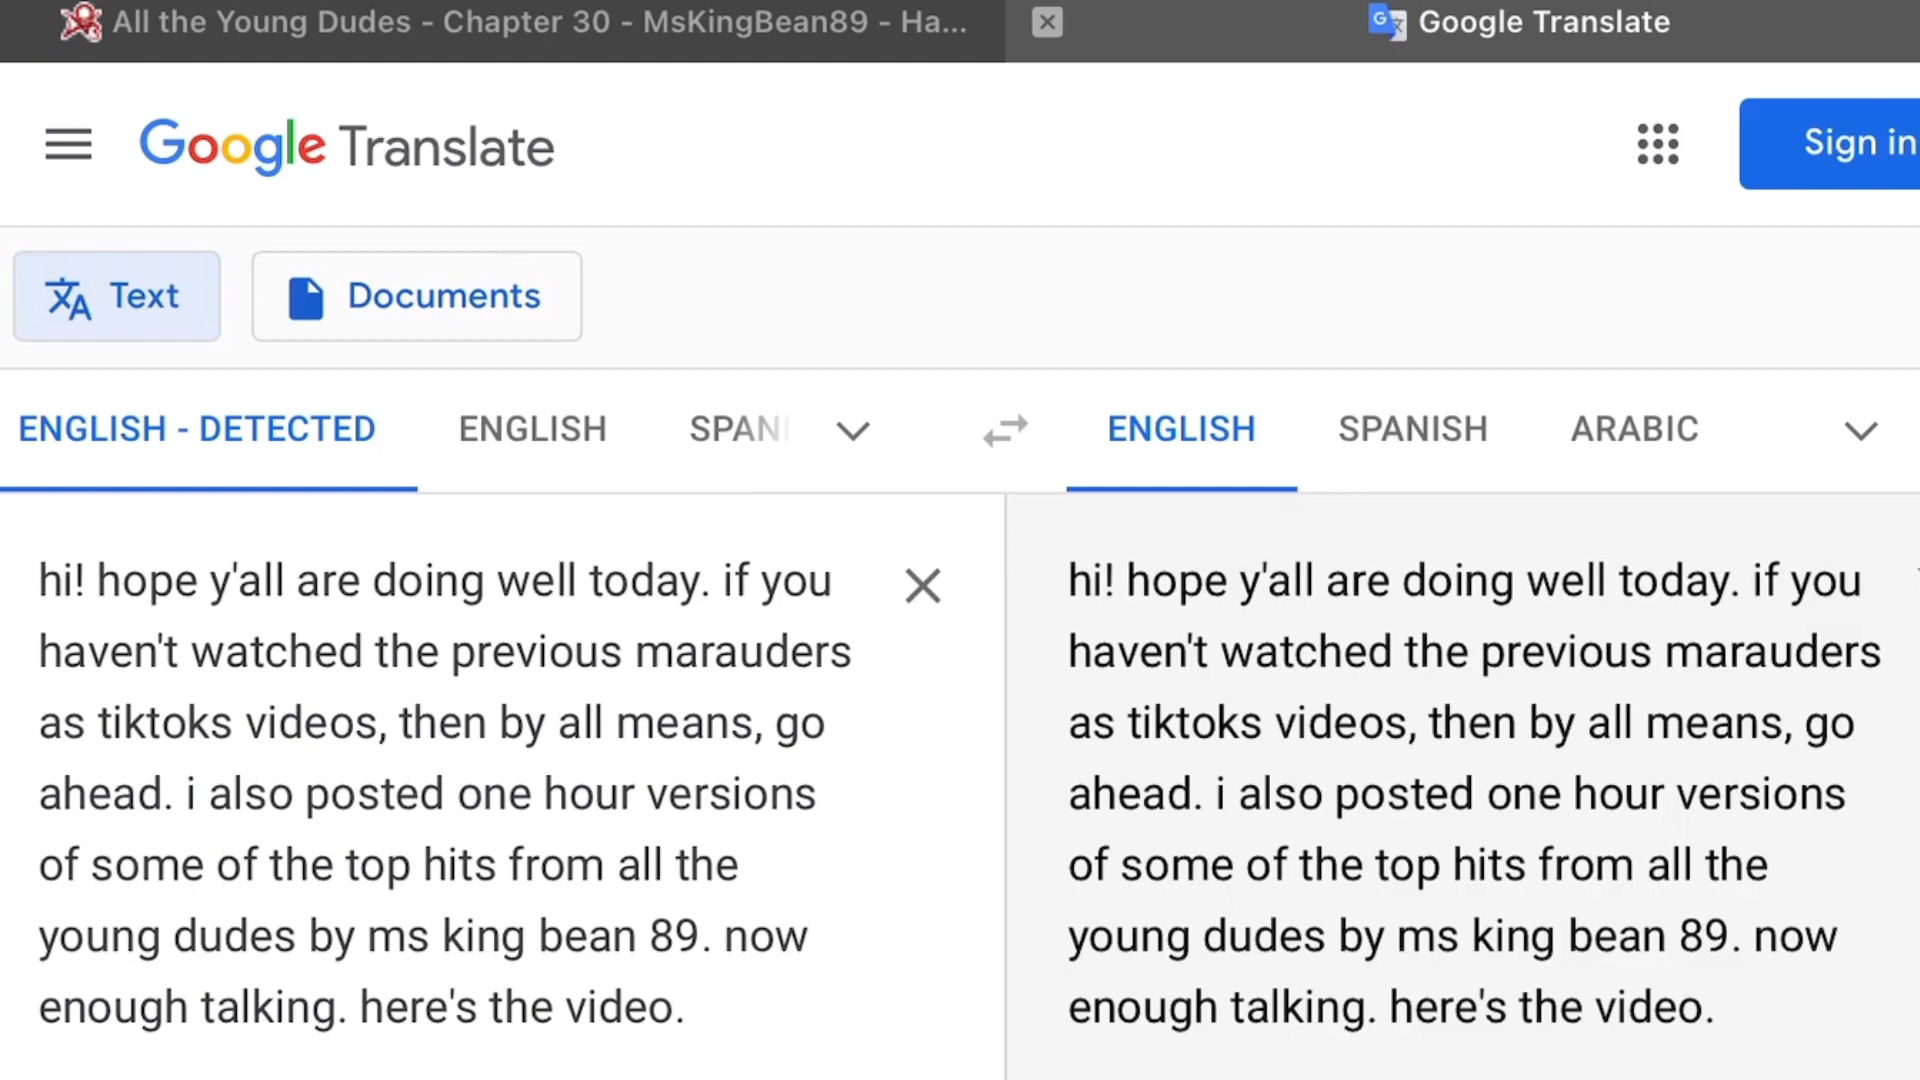 All the Young Dudes - Chapter 30 - MsKingBean89 - Ha...
Google Translate
Google Translate
Sign in
Text
Documents
ENGLISH - DETECTED
ENGLISH
SPANI
ENGLISH
SPANISH
ARABIC
hi! hope y'all are doing well today. if you
haven't watched the previous marauders
as tiktoks videos, then by all means, go
ahead. i also posted one hour versions
of some of the top hits from all the
young dudes by ms king bean 89. now
enough talking. here's the video.
hi! hope y'all are doing well today. if you
haven't watched the previous marauders
as tiktoks videos, then by all means, go
ahead. i also posted one hour versions
of some of the top hits from all the
young dudes by ms king bean 89. now
enough talking. here's the video.